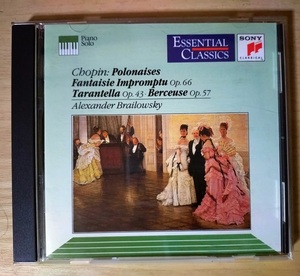 Piano
Solo
ESSENTIAL
CLASSICS
SONY
CLASSICAL
Chopin: Polonaises
Fantaisie Impromptu Op. 66
Tarantella Op. 43 · Berceuse Op. 57
Alexander Brailowsky